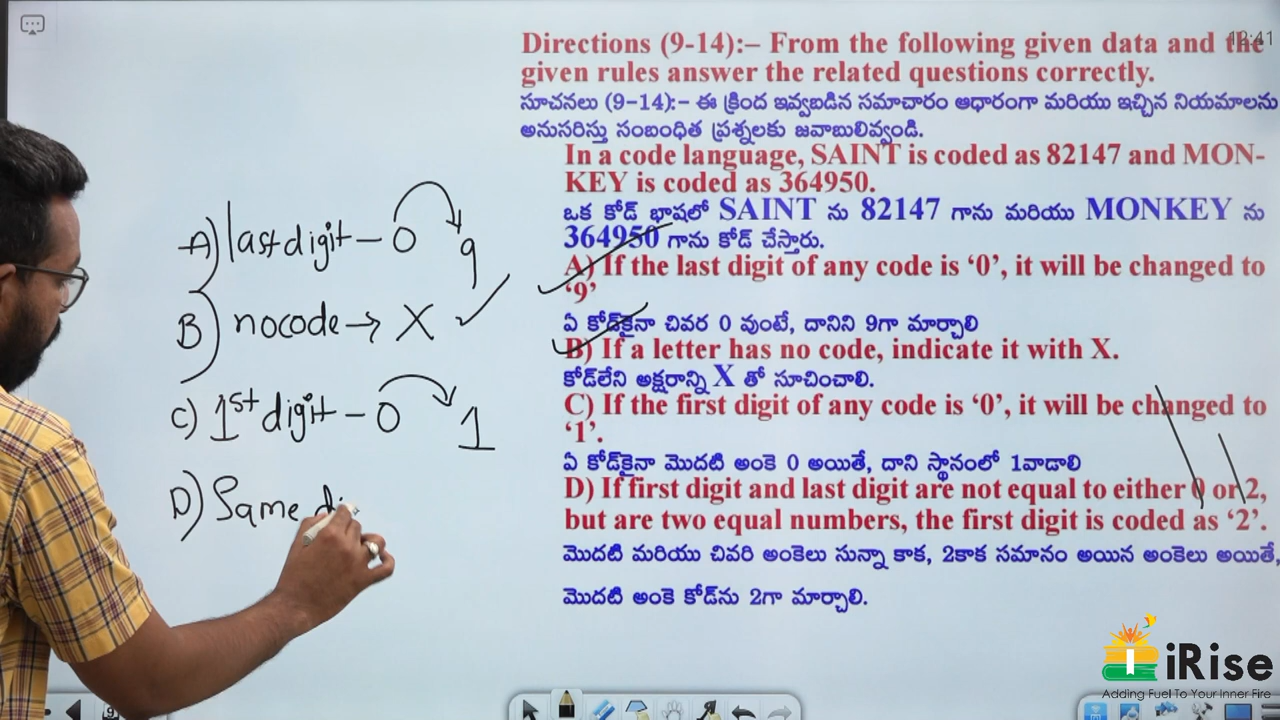 12:41
Directions (9-14):– From the following given data and the
given rules answer the related questions correctly.
సూచనలు (9–14):– ఈ క్రింద ఇవ్వబడిన సమాచారం ఆధారంగా మరియు ఇచ్చిన నియమాలను
అనుసరిస్తు సంబంధిత ప్రశ్నలకు జవాబులివ్వండి.
In a code language, SAINT is coded as 82147 and MON-
KEY is coded as 364950.
ఒక కోడ్ భాషలో SAINT ను 82147 గాను మరియు MONKEY ను
364950 గాను కోడ్ చేస్తారు.
A) If the last digit of any code is ‘0’, it will be changed to
‘9’
ఏ కోడ్‌కైనా చివర 0 వుంటే, దానిని 9గా మార్చాలి
B) If a letter has no code, indicate it with X.
కోడ్‌లేని అక్షరాన్ని X తో సూచించాలి.
C) If the first digit of any code is ‘0’, it will be changed to
‘1’.
ఏ కోడ్‌కైనా మొదటి అంకె 0 అయితే, దాని స్థానంలో 1వాడాలి
D) If first digit and last digit are not equal to either 0 or 2,
but are two equal numbers, the first digit is coded as ‘2’.
మొదటి మరియు చివరి అంకెలు సున్నా కాక, 2కాక సమానం అయిన అంకెలు అయితే,
మొదటి అంకె కోడ్‌ను 2గా మార్చాలి.
A) last digit – 0 9
B) no code → X
C) 1st digit – 0 1
D) Same di
iRise
Adding Fuel To Your Inner Fire